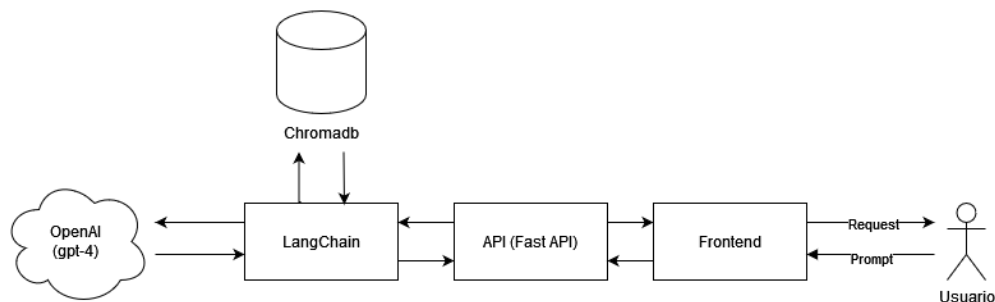 Chromadb
OpenAI
(gpt-4)
LangChain
API (Fast API)
Frontend
Request
Prompt
Usuario